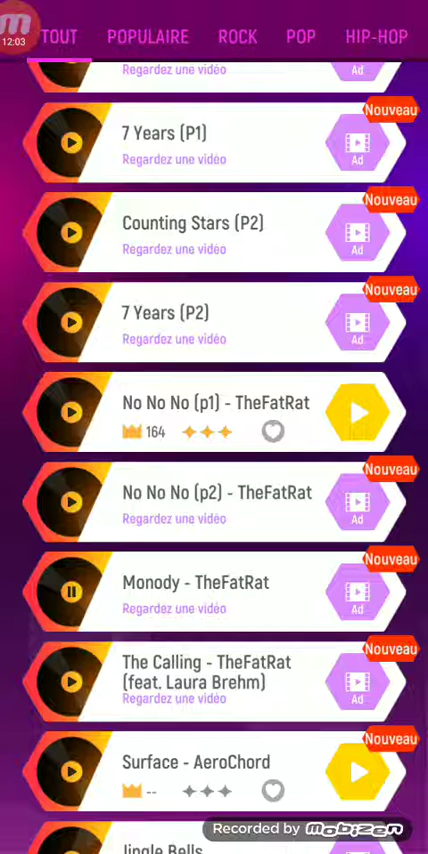 12:03
TOUT POPULAIRE ROCK POP HIP-HOP
Regardez une vidéo
Ad
Nouveau
7 Years (P1)
Regardez une vidéo
Ad
Nouveau
Counting Stars (P2)
Regardez une vidéo
Ad
Nouveau
7 Years (P2)
Regardez une vidéo
Ad
No No No (p1) - TheFatRat
164
Nouveau
No No No (p2) - TheFatRat
Regardez une vidéo
Ad
Nouveau
Monody - TheFatRat
Regardez une vidéo
Ad
Nouveau
The Calling - TheFatRat
(feat. Laura Brehm)
Regardez une vidéo
Ad
Nouveau
Surface - AeroChord
--
Recorded by mobizen
Jingle Bells